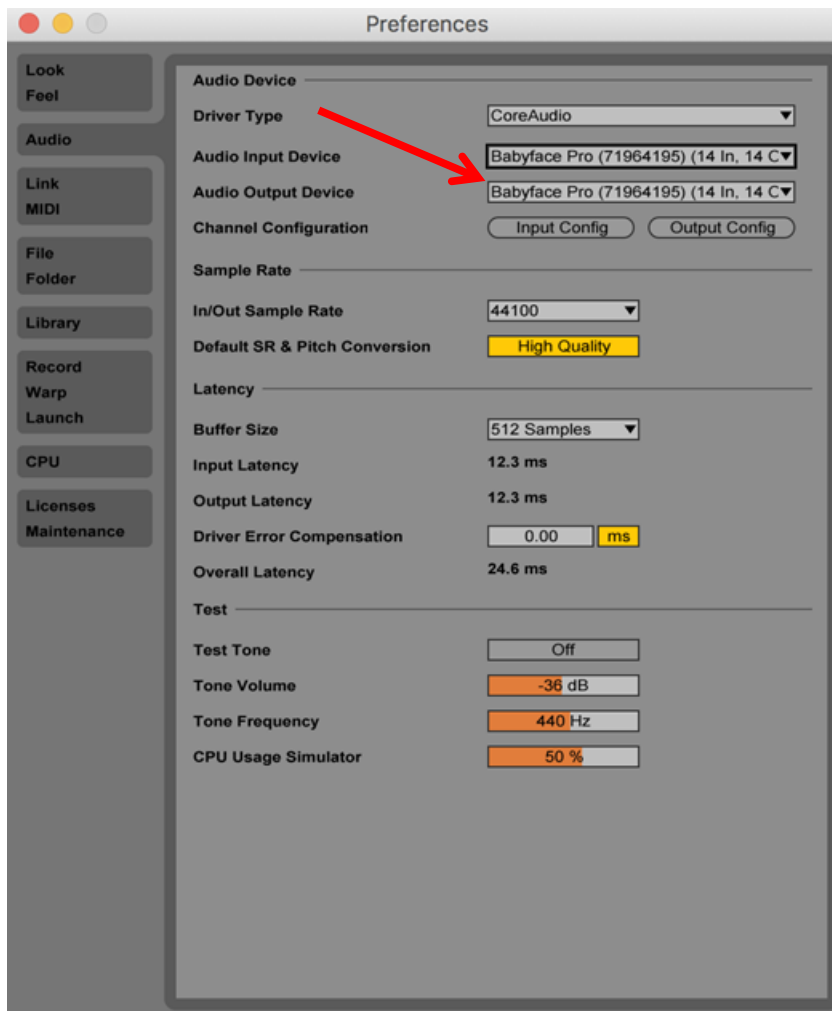 Preferences
Look
Feel
Audio
Link
MIDI
File
Folder
Library
Record
Warp
Launch
CPU
Licenses
Maintenance
Audio Device
Driver Type CoreAudio
Audio Input Device Babyface Pro (71964195) (14 In, 14 C
Audio Output Device Babyface Pro (71964195) (14 In, 14 C
Channel Configuration Input Config Output Config
Sample Rate
In/Out Sample Rate 44100
Default SR & Pitch Conversion High Quality
Latency
Buffer Size 512 Samples
Input Latency 12.3 ms
Output Latency 12.3 ms
Driver Error Compensation 0.00 ms
Overall Latency 24.6 ms
Test
Test Tone Off
Tone Volume -36 dB
Tone Frequency 440 Hz
CPU Usage Simulator 50 %